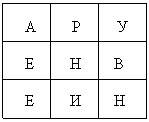 А Р У
Е Н В
Е И Н